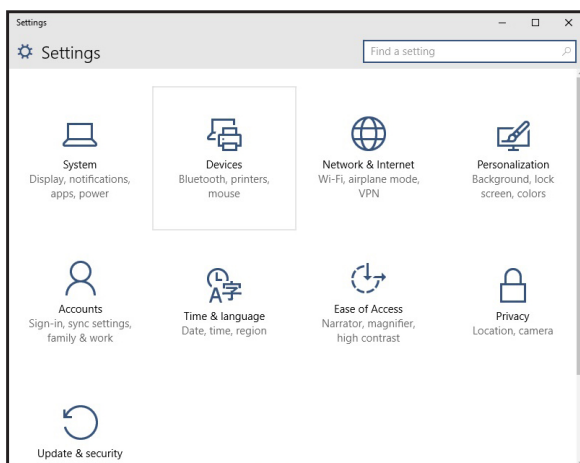 Settings
Settings
Find a setting
System
Display, notifications,
apps, power
Devices
Bluetooth, printers,
mouse
Network & Internet
Wi-Fi, airplane mode,
VPN
Personalization
Background, lock
screen, colors
Accounts
Sign-in, sync settings,
family & work
A字
Time & language
Date, time, region
Ease of Access
Narrator, magnifier,
high contrast
Privacy
Location, camera
Update & security